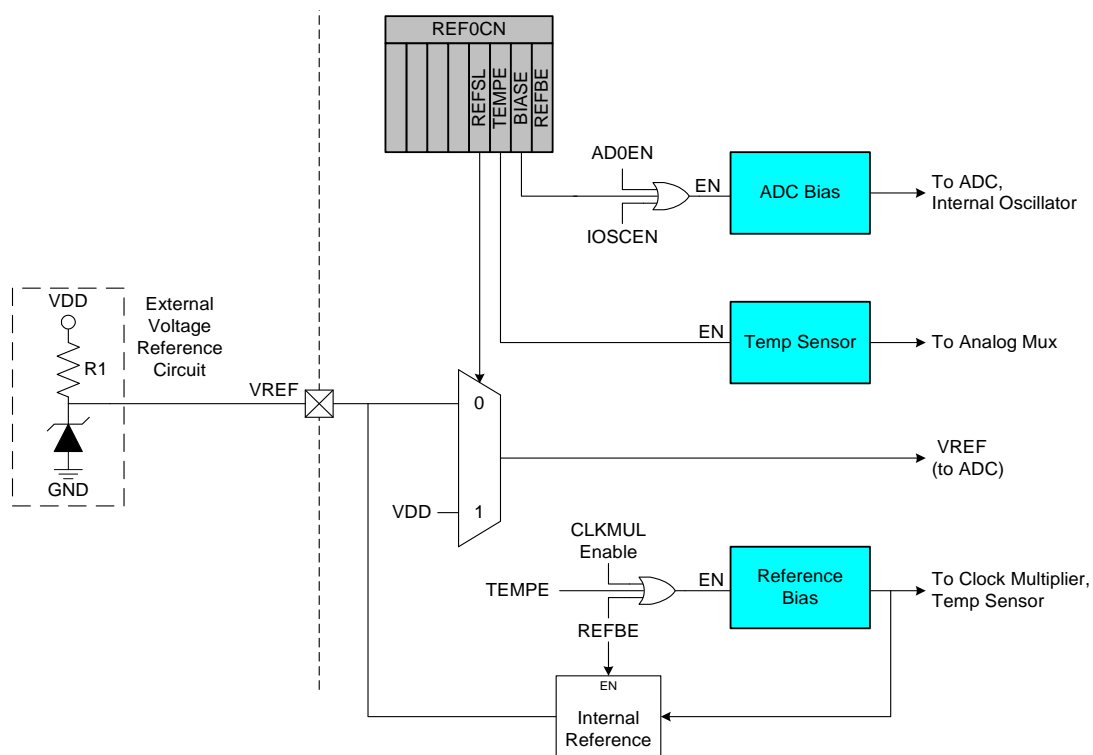 REF0CN
REFSL
TEMPE
BIASE
REFBE
AD0EN
EN
ADC Bias
To ADC,
Internal Oscillator
IOSCEN
VDD
R1
GND
External
Voltage
Reference
Circuit
EN
Temp Sensor
To Analog Mux
VREF
0
VREF
(to ADC)
VDD
1
CLKMUL
Enable
TEMPE
EN
Reference
Bias
To Clock Multiplier,
Temp Sensor
REFBE
EN
Internal
Reference